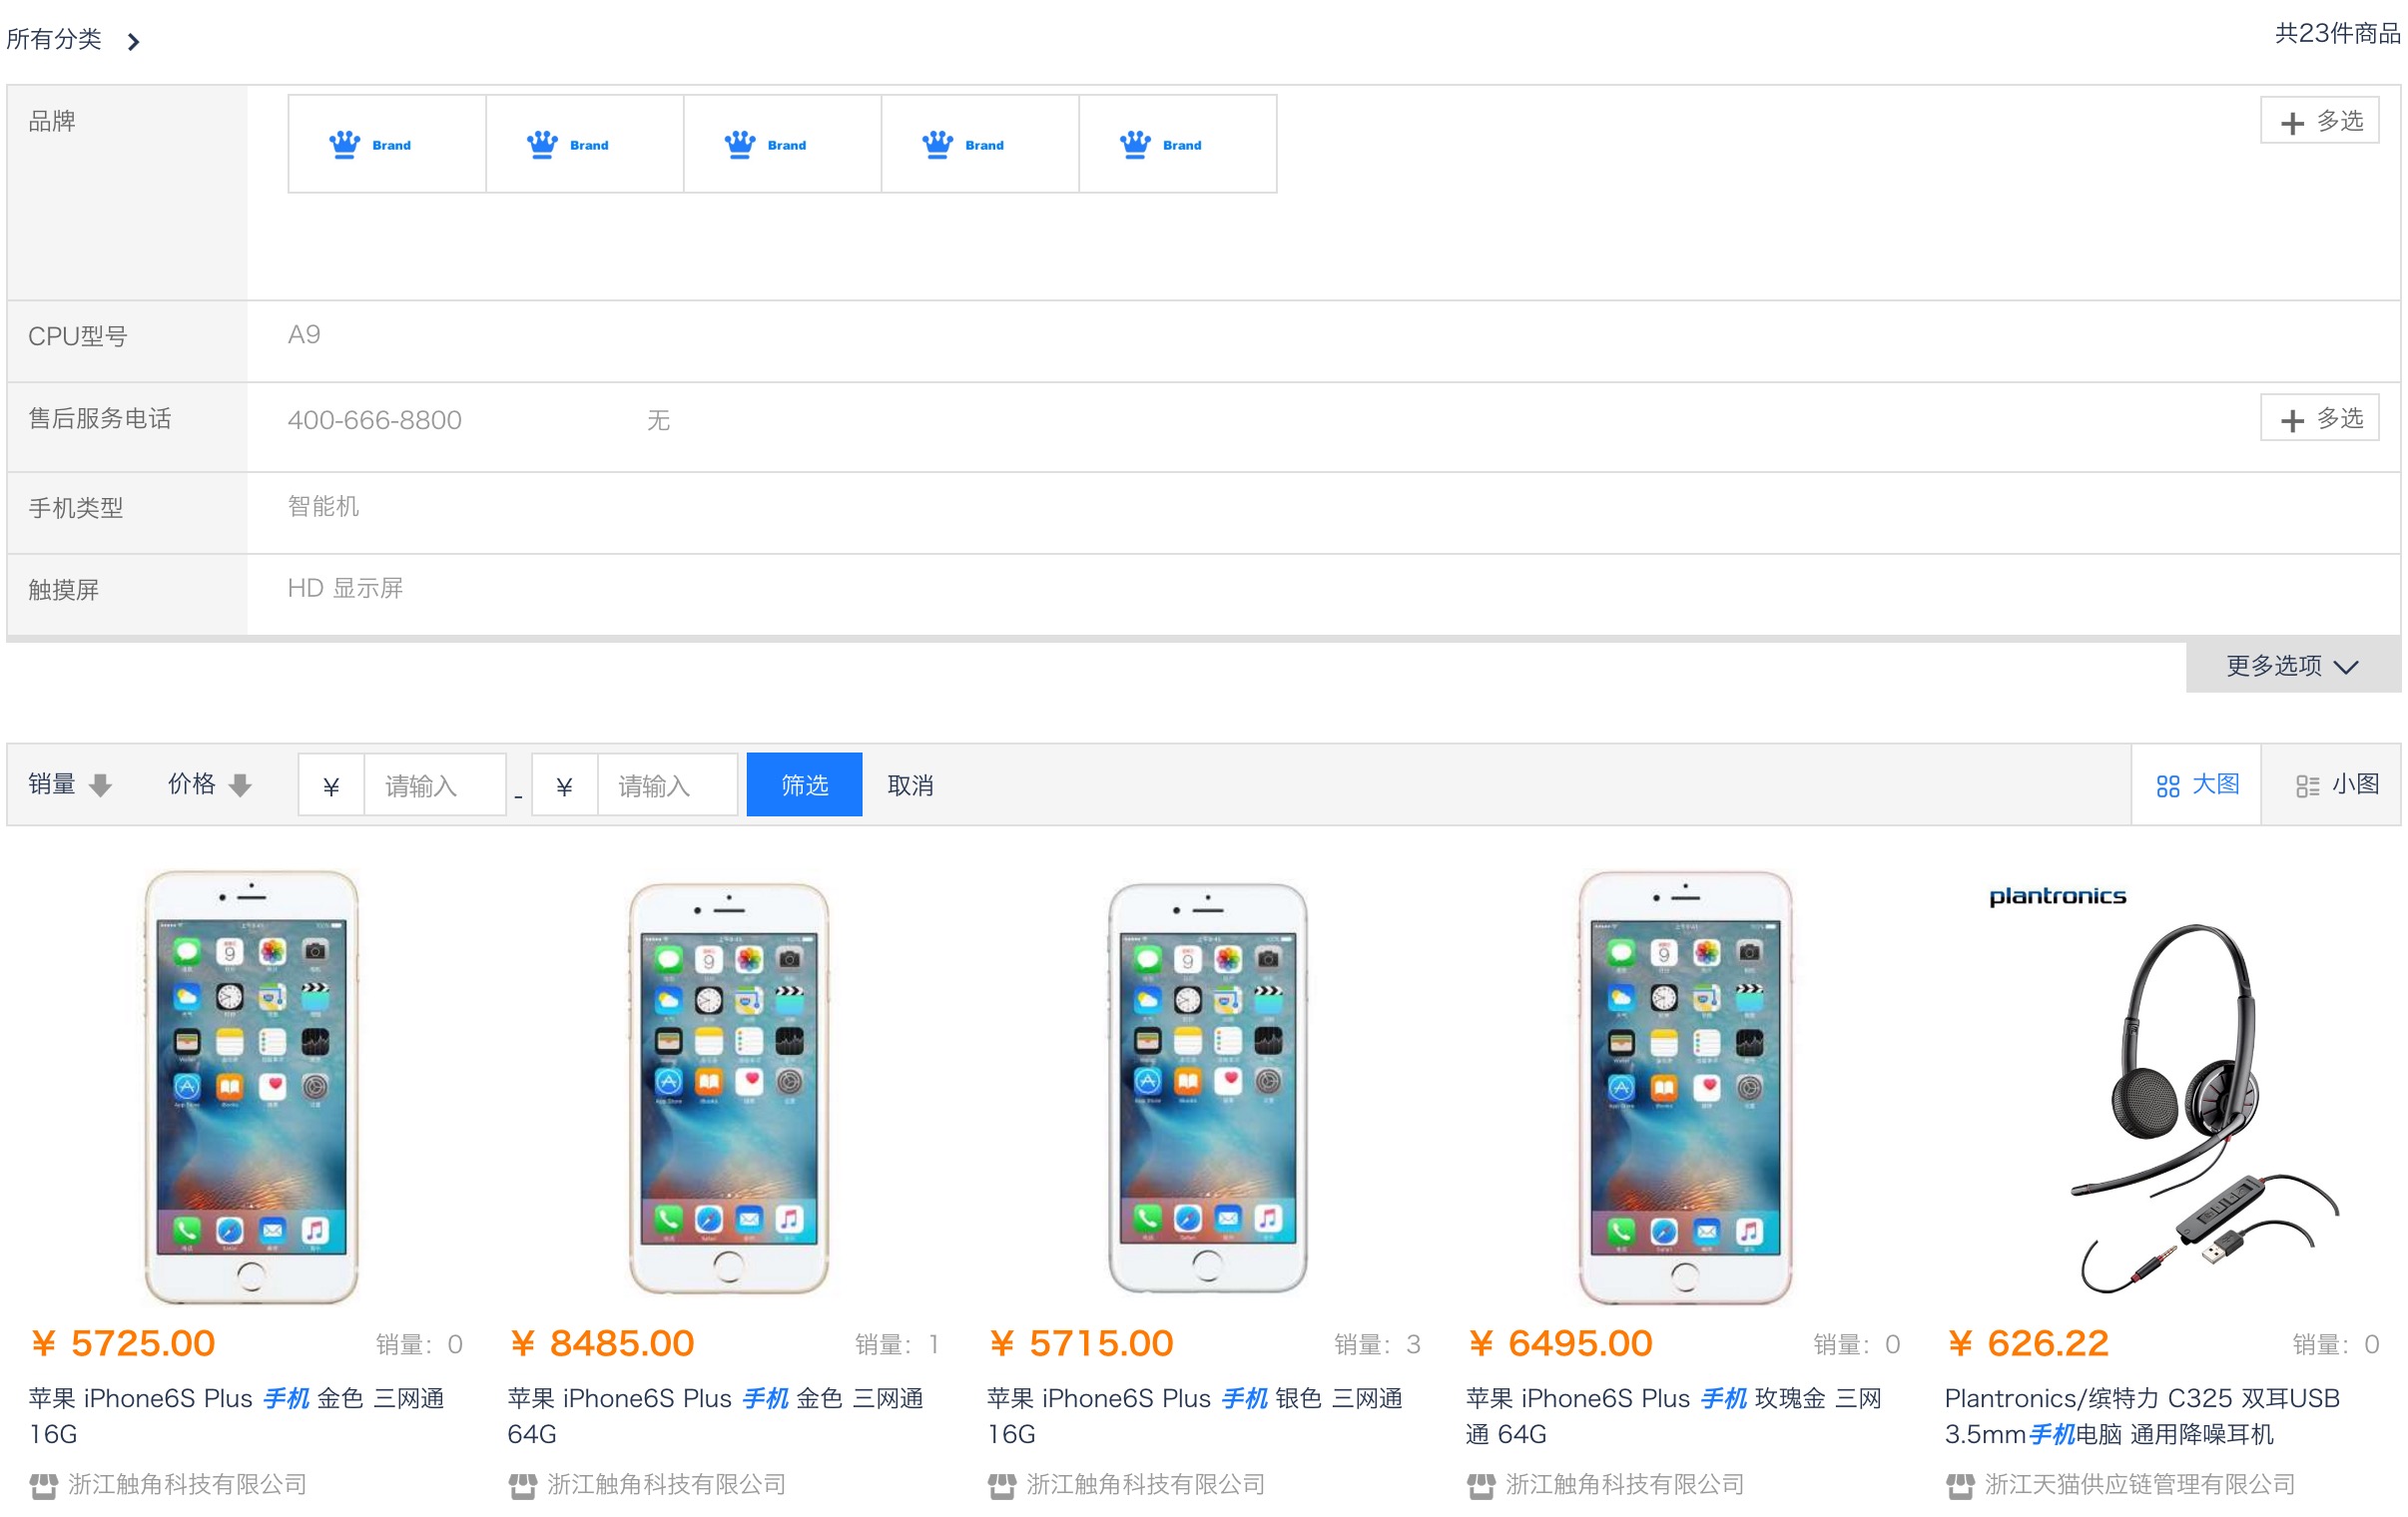 所有分类
共23件商品
品牌
Brand
Brand
Brand
Brand
Brand
多选
CPU型号
A9
售后服务电话
400-666-8800
无
多选
手机类型
智能机
触摸屏
HD 显示屏
更多选项
销量
价格
¥
请输入
-
¥
请输入
筛选
取消
大图
小图
plantronics
¥ 5725.00
销量: 0
苹果 iPhone6S Plus 手机 金色 三网通
16G
浙江触角科技有限公司
¥ 8485.00
销量: 1
苹果 iPhone6S Plus 手机 金色 三网通
64G
浙江触角科技有限公司
¥ 5715.00
销量: 3
苹果 iPhone6S Plus 手机 银色 三网通
16G
浙江触角科技有限公司
¥ 6495.00
销量: 0
苹果 iPhone6S Plus 手机 玫瑰金 三网
通 64G
浙江触角科技有限公司
¥ 626.22
销量: 0
Plantronics/缤特力 C325 双耳USB
3.5mm手机电脑 通用降噪耳机
浙江天猫供应链管理有限公司